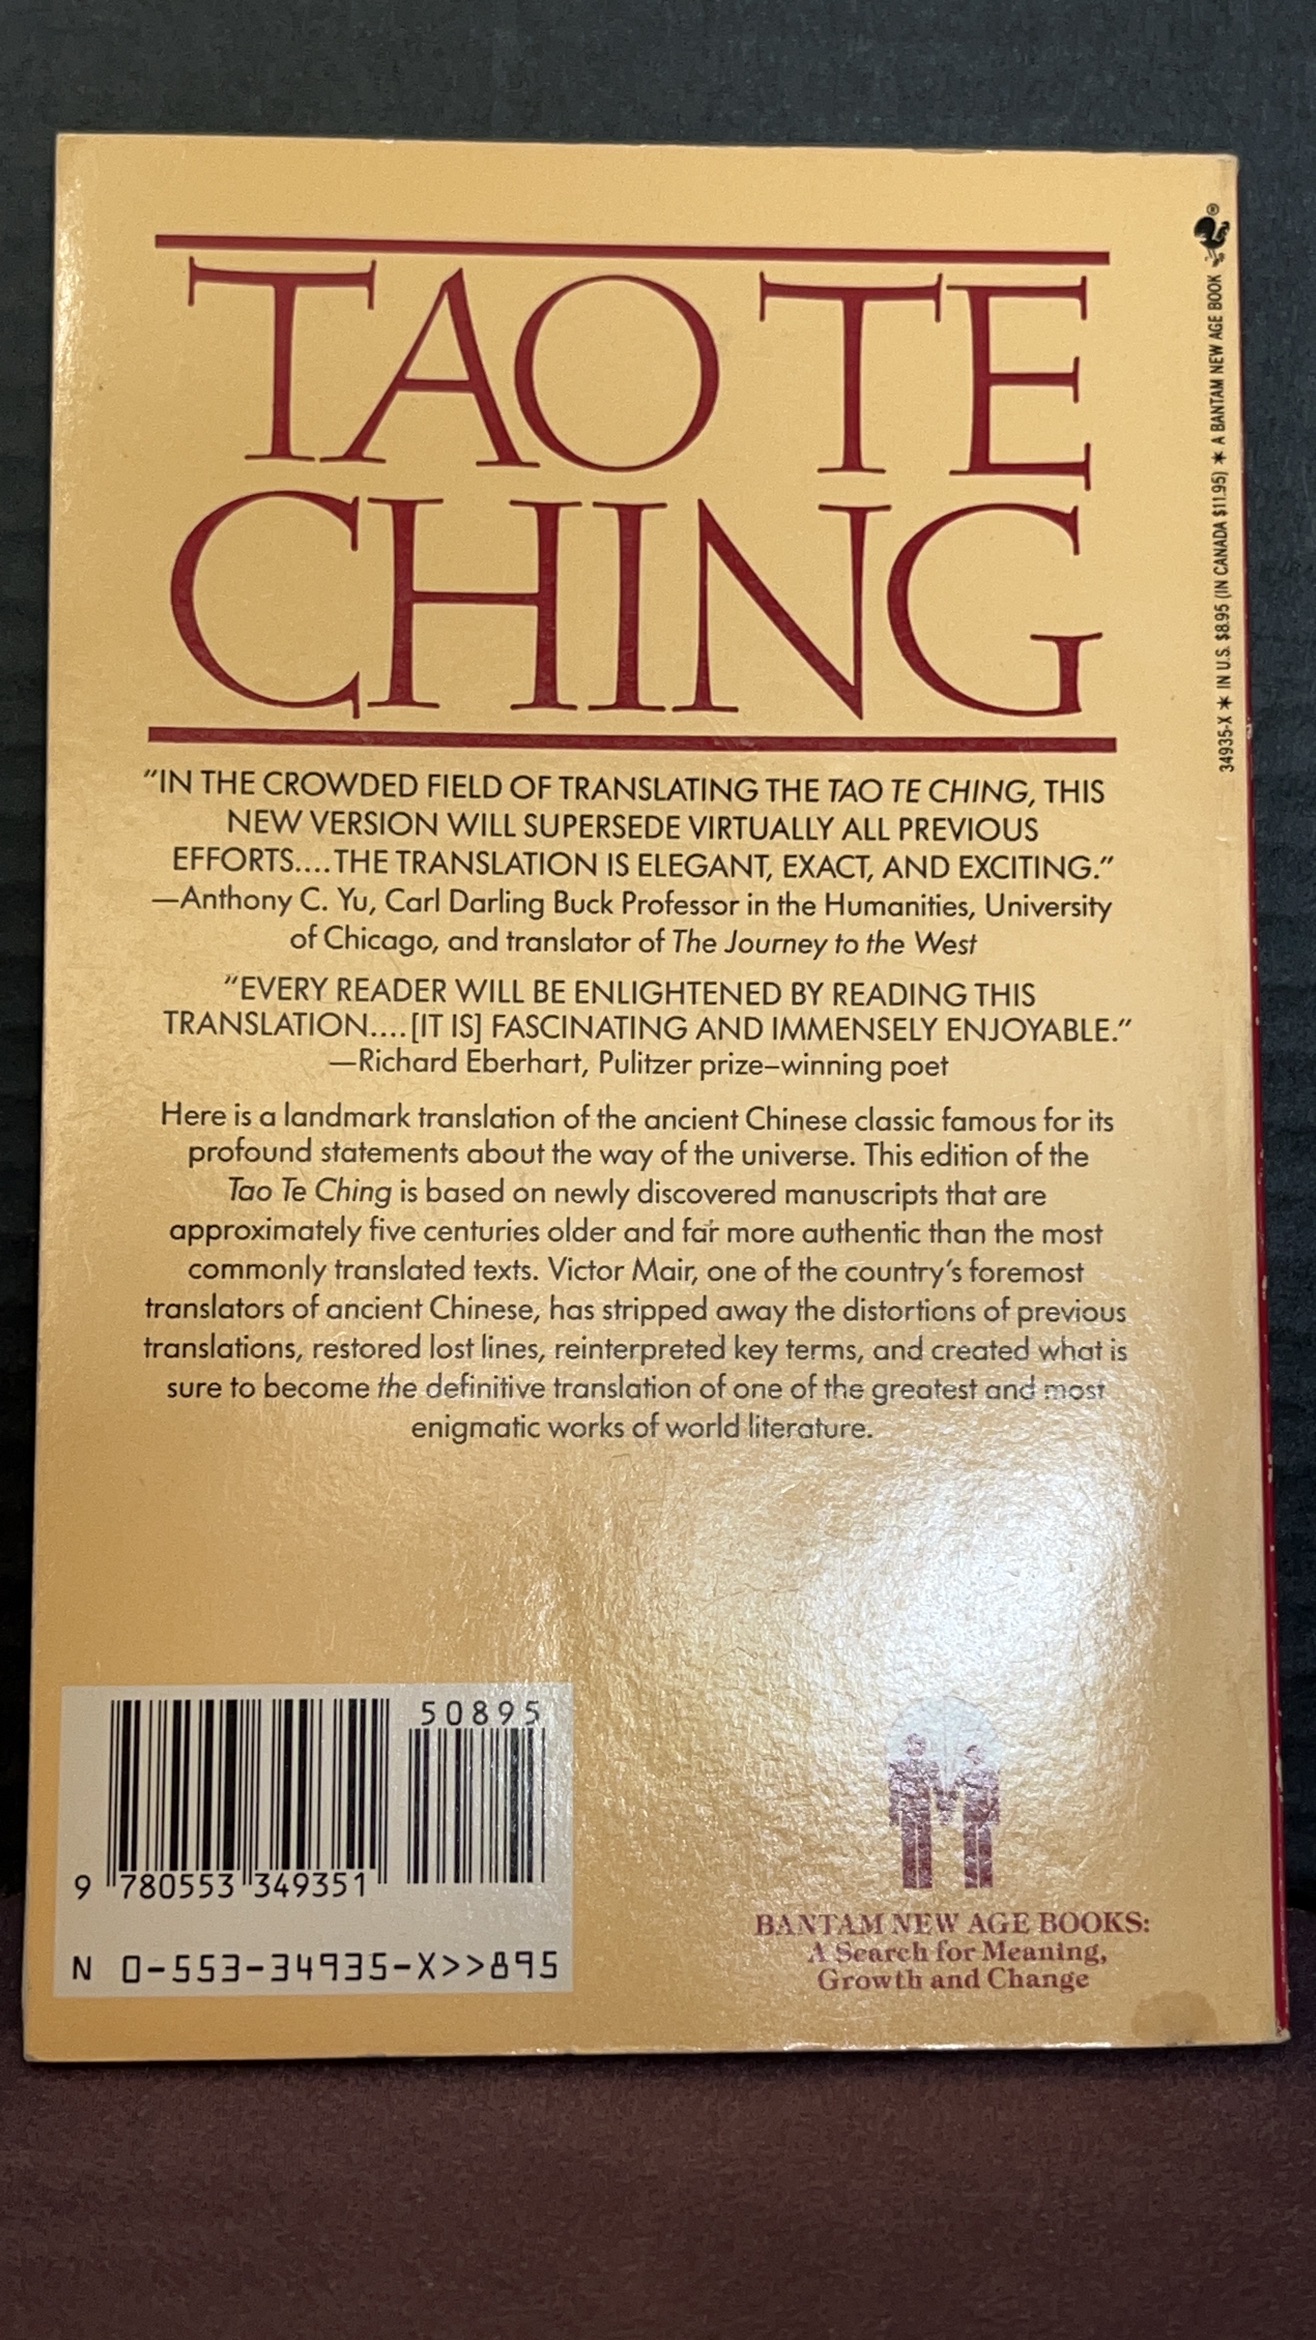 TAO TE
CHING
"IN THE CROWDED FIELD OF TRANSLATING THE TAO TE CHING, THIS
NEW VERSION WILL SUPERSEDE VIRTUALLY ALL PREVIOUS
EFFORTS....THE TRANSLATION IS ELEGANT, EXACT, AND EXCITING."
—Anthony C. Yu, Carl Darling Buck Professor in the Humanities, University
of Chicago, and translator of The Journey to the West
"EVERY READER WILL BE ENLIGHTENED BY READING THIS
TRANSLATION....[IT IS] FASCINATING AND IMMENSELY ENJOYABLE."
—Richard Eberhart, Pulitzer prize–winning poet
Here is a landmark translation of the ancient Chinese classic famous for its
profound statements about the way of the universe. This edition of the
Tao Te Ching is based on newly discovered manuscripts that are
approximately five centuries older and far more authentic than the most
commonly translated texts. Victor Mair, one of the country's foremost
translators of ancient Chinese, has stripped away the distortions of previous
translations, restored lost lines, reinterpreted key terms, and created what is
sure to become the definitive translation of one of the greatest and most
enigmatic works of world literature.
50895
9 780553 349351
N 0-553-34935-X>>895
BANTAM NEW AGE BOOKS:
A Search for Meaning,
Growth and Change
34935-X * IN U.S. $8.95 (IN CANADA $11.95) * A BANTAM NEW AGE BOOK ®